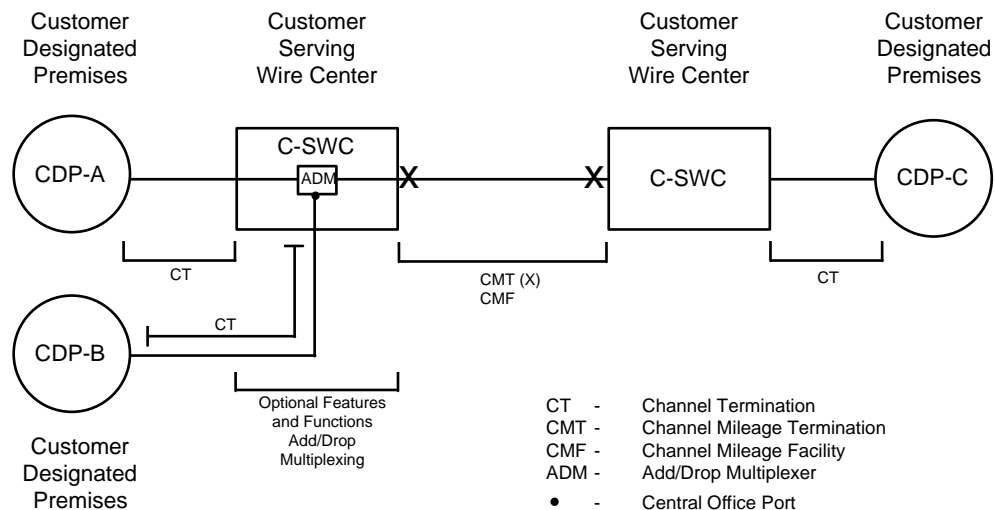 Customer
Designated
Premises
Customer
Serving
Wire Center
Customer
Serving
Wire Center
Customer
Designated
Premises
CDP-A
C-SWC
ADM
X
X
C-SWC
CDP-C
CT
CMT (X)
CMF
CT
CT
CDP-B
Optional Features
and Functions
Add/Drop
Multiplexing
Customer
Designated
Premises
CT - Channel Termination
CMT - Channel Mileage Termination
CMF - Channel Mileage Facility
ADM - Add/Drop Multiplexer
• - Central Office Port